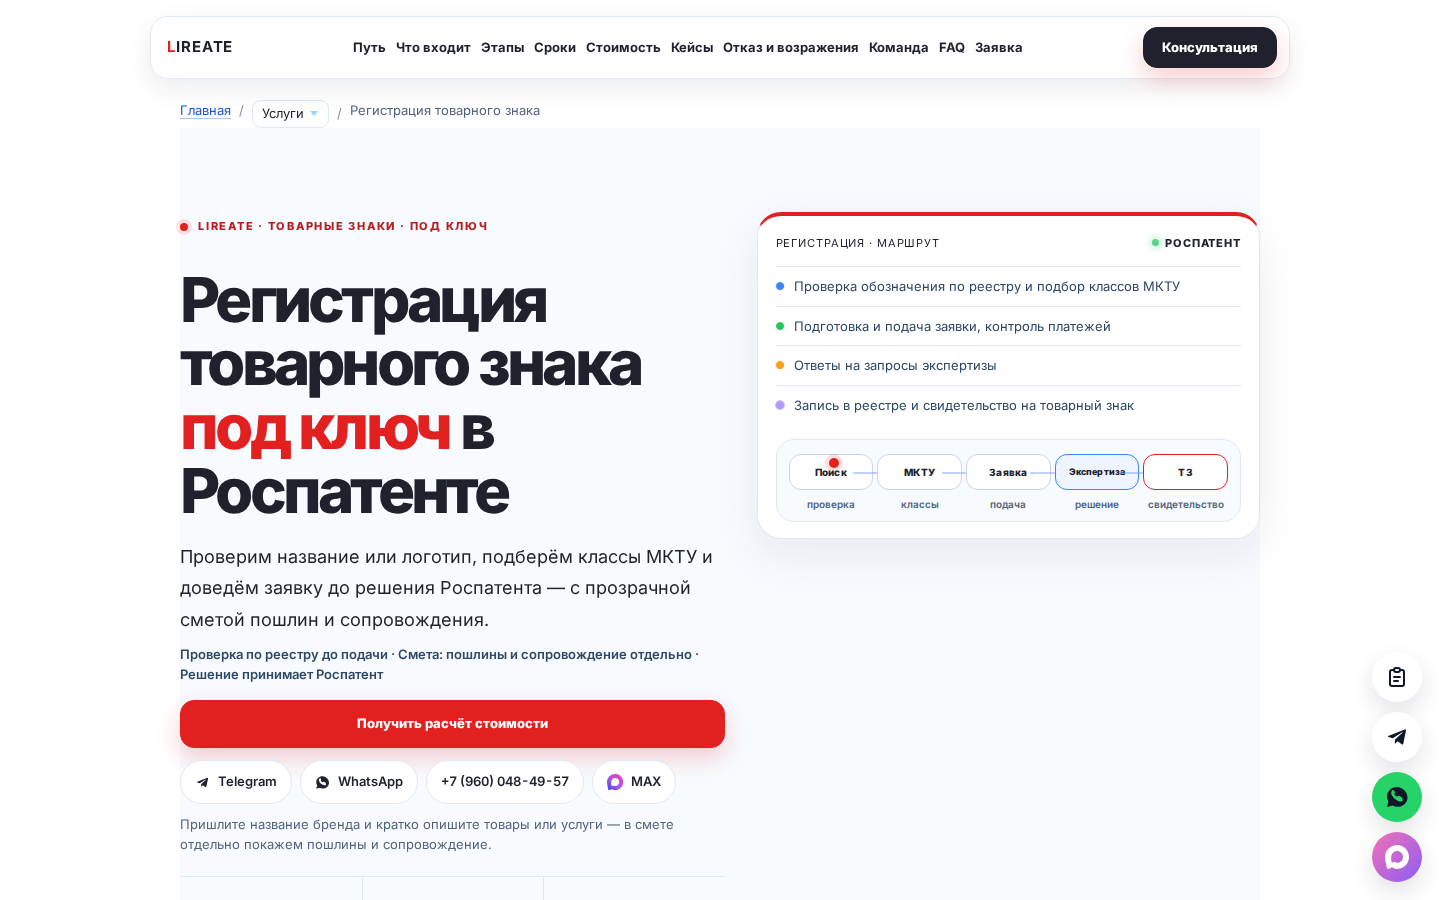 LIREATE
Путь Что входит Этапы Сроки Стоимость Кейсы Отказ и возражения Команда FAQ Заявка
Консультация
Главная / Услуги / Регистрация товарного знака
LIREATE · ТОВАРНЫЕ ЗНАКИ · ПОД КЛЮЧ
Регистрация
товарного знака
под ключ в
Роспатенте
Проверим название или логотип, подберём классы МКТУ и
доведём заявку до решения Роспатента — с прозрачной
сметой пошлин и сопровождения.
Проверка по реестру до подачи · Смета: пошлины и сопровождение отдельно ·
Решение принимает Роспатент
Получить расчёт стоимости
Telegram
WhatsApp
+7 (960) 048-49-57
MAX
Пришлите название бренда и кратко опишите товары или услуги — в смете
отдельно покажем пошлины и сопровождение.
РЕГИСТРАЦИЯ · МАРШРУТ
РОСПАТЕНТ
Проверка обозначения по реестру и подбор классов МКТУ
Подготовка и подача заявки, контроль платежей
Ответы на запросы экспертизы
Запись в реестре и свидетельство на товарный знак
Поиск МКТУ Заявка Экспертиза ТЗ
проверка классы подача решение свидетельство